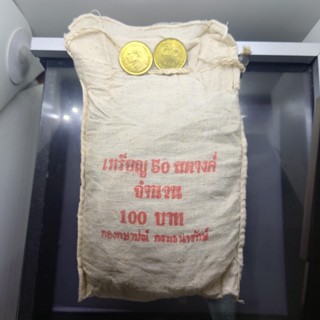 เหรียญ 50 สตางค์
จำนวน
100 บาท
กองกษาปณ์ กรมธนารักษ์